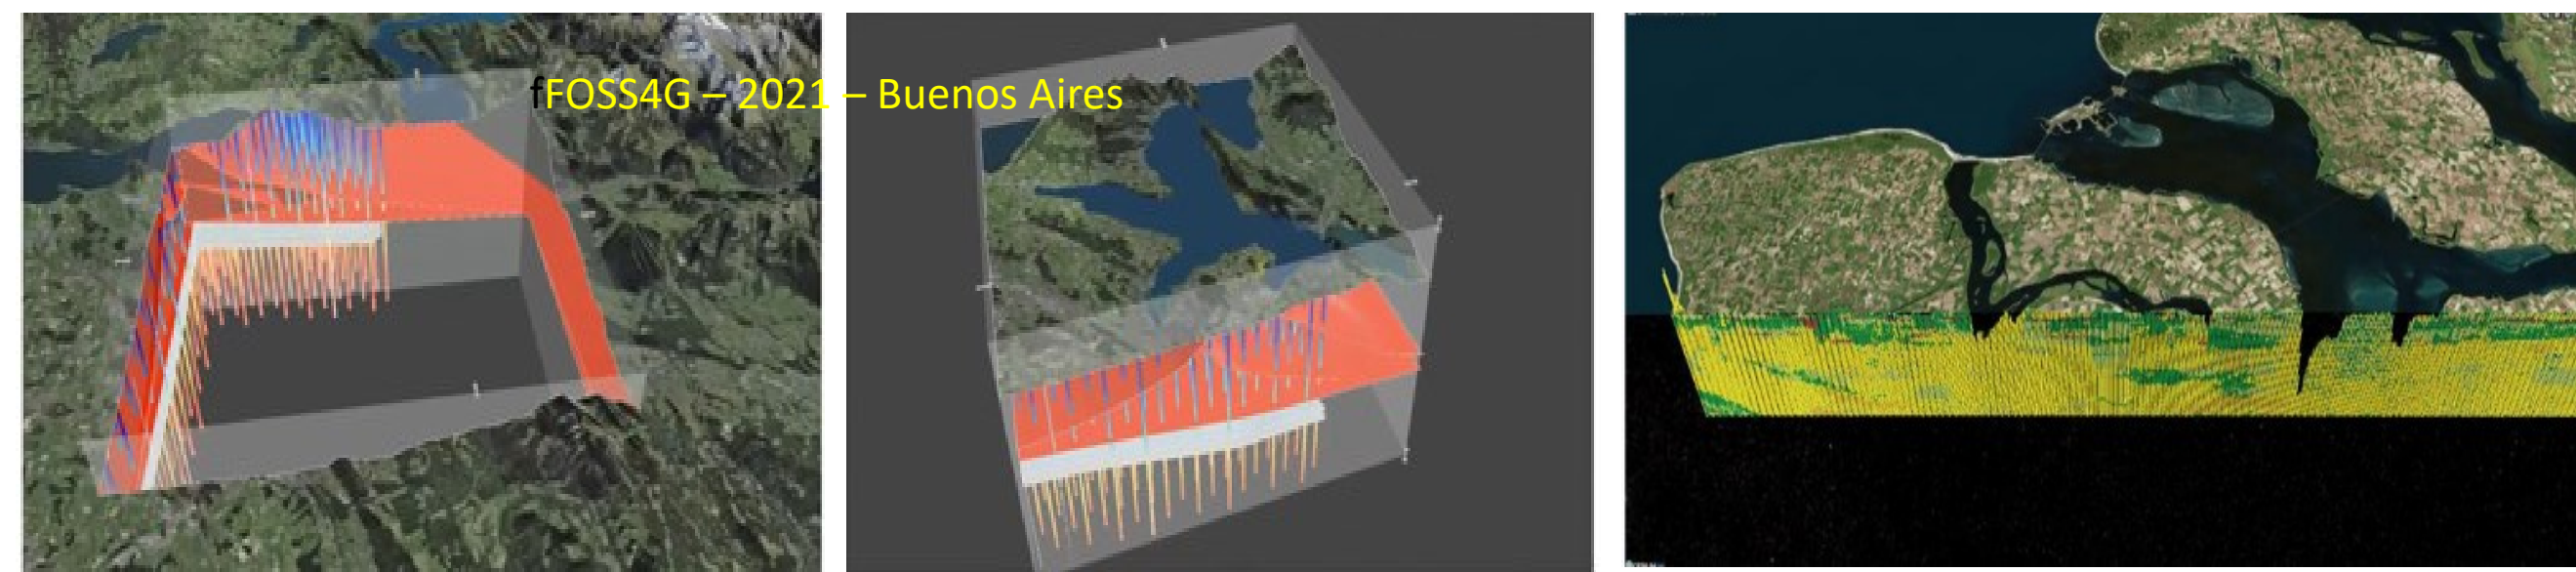 fFOSS4G – 2021 – Buenos Aires